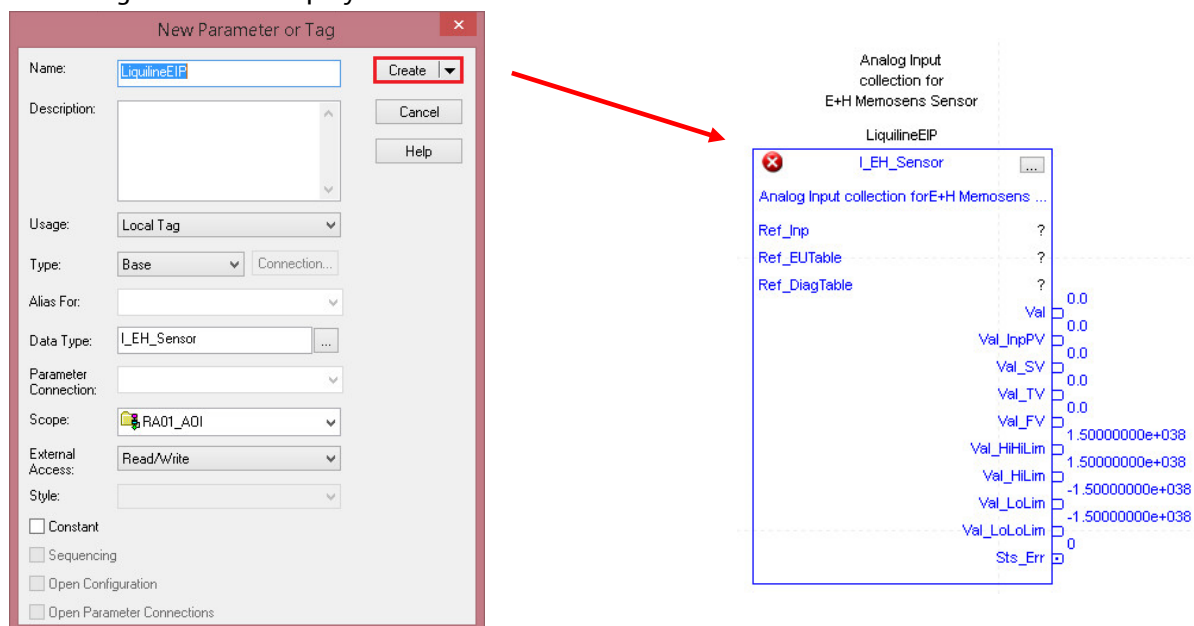 New Parameter or Tag
Name:
LiquilineEIP
Create
Description:
Cancel
Help
Usage:
Local Tag
Type:
Base
Connection...
Alias For:
Data Type:
I_EH_Sensor
...
Parameter
Connection:
Scope:
RA01_AOI
External
Access:
Read/Write
Style:
Constant
Sequencing
Open Configuration
Open Parameter Connections
Analog Input
collection for
E+H Memosens Sensor
LiquilineEIP
I_EH_Sensor
...
Analog Input collection forE+H Memosens ...
Ref_Inp ?
Ref_EUTable ?
Ref_DiagTable ?
0.0
Val
0.0
Val_InpPV
0.0
Val_SV
0.0
Val_TV
0.0
Val_FV
1.50000000e+038
Val_HiHiLim
1.50000000e+038
Val_HiLim
-1.50000000e+038
Val_LoLim
-1.50000000e+038
Val_LoLoLim
0
Sts_Err